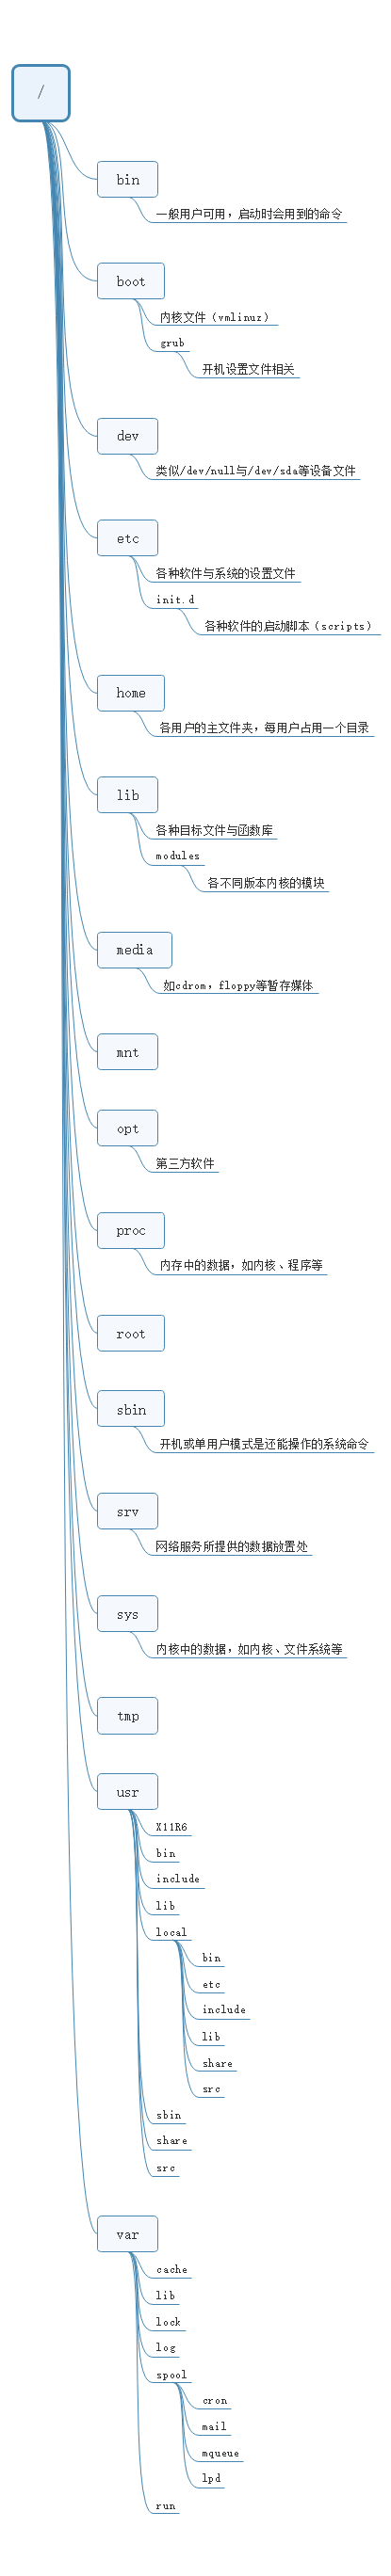 /
bin
一般用户可用，启动时会用到的命令
boot
内核文件（vmlinuz）
grub
开机设置文件相关
dev
类似/dev/null与/dev/sda等设备文件
etc
各种软件与系统的设置文件
init.d
各种软件的启动脚本（scripts）
home
各用户的主文件夹，每用户占用一个目录
lib
各种目标文件与函数库
modules
各不同版本内核的模块
media
如cdrom，floppy等暂存媒体
mnt
opt
第三方软件
proc
内存中的数据，如内核、程序等
root
sbin
开机或单用户模式是还能操作的系统命令
srv
网络服务所提供的数据放置处
sys
内核中的数据，如内核、文件系统等
tmp
usr
X11R6
bin
include
lib
local
bin
etc
include
lib
share
src
sbin
share
src
var
cache
lib
lock
log
spool
cron
mail
mqueue
lpd
run